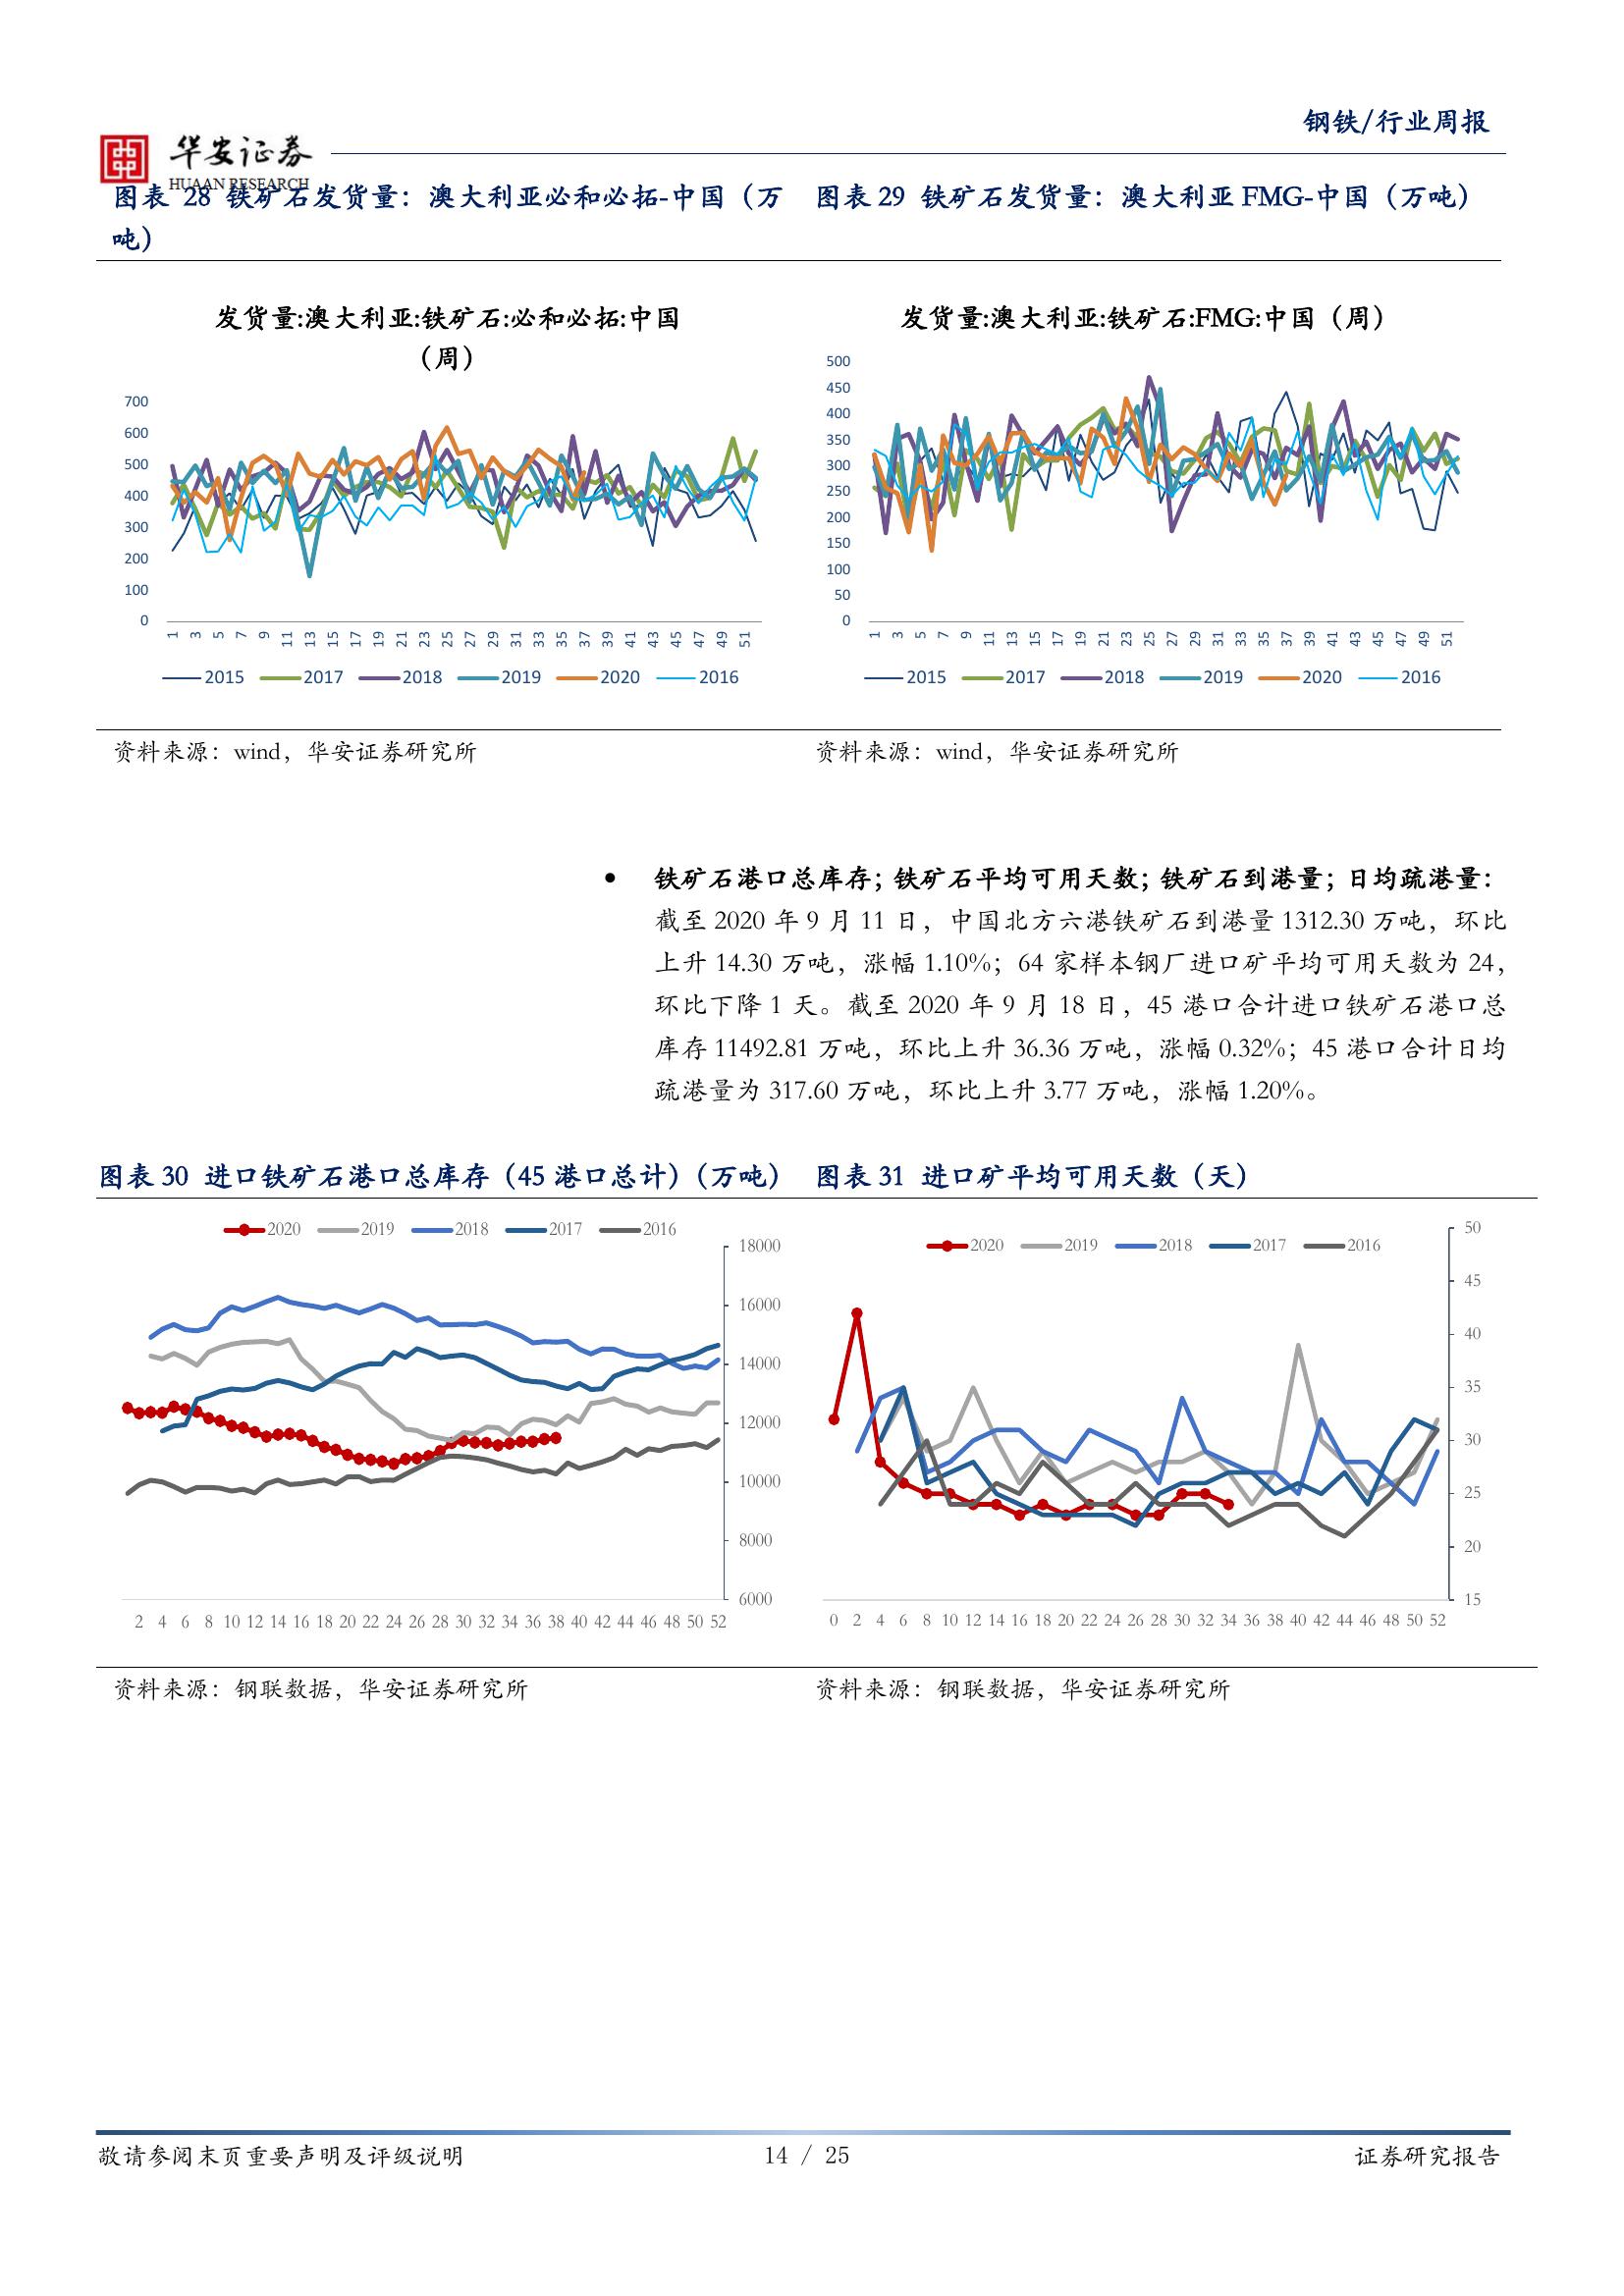 钢铁/行业周报
华安证券
HUAAN RESEARCH
图表 28 铁矿石发货量：澳大利亚必和必拓-中国（万
吨）
图表 29 铁矿石发货量：澳大利亚 FMG-中国（万吨）
发货量:澳大利亚:铁矿石:必和必拓:中国
（周）
700
600
500
400
300
200
100
0
1 3 5 7 9 11 13 15 17 19 21 23 25 27 29 31 33 35 37 39 41 43 45 47 49 51
2015 2017 2018 2019 2020 2016
发货量:澳大利亚:铁矿石:FMG:中国（周）
500
450
400
350
300
250
200
150
100
50
0
1 3 5 7 9 11 13 15 17 19 21 23 25 27 29 31 33 35 37 39 41 43 45 47 49 51
2015 2017 2018 2019 2020 2016
资料来源：wind，华安证券研究所
资料来源：wind，华安证券研究所
• 铁矿石港口总库存；铁矿石平均可用天数；铁矿石到港量；日均疏港量：
截至 2020 年 9 月 11 日，中国北方六港铁矿石到港量 1312.30 万吨，环比
上升 14.30 万吨，涨幅 1.10%；64 家样本钢厂进口矿平均可用天数为 24，
环比下降 1 天。截至 2020 年 9 月 18 日，45 港口合计进口铁矿石港口总
库存 11492.81 万吨，环比上升 36.36 万吨，涨幅 0.32%；45 港口合计日均
疏港量为 317.60 万吨，环比上升 3.77 万吨，涨幅 1.20%。
图表 30 进口铁矿石港口总库存（45 港口总计）（万吨）
图表 31 进口矿平均可用天数（天）
2020 2019 2018 2017 2016
18000
16000
14000
12000
10000
8000
6000
2 4 6 8 10 12 14 16 18 20 22 24 26 28 30 32 34 36 38 40 42 44 46 48 50 52
2020 2019 2018 2017 2016
50
45
40
35
30
25
20
15
0 2 4 6 8 10 12 14 16 18 20 22 24 26 28 30 32 34 36 38 40 42 44 46 48 50 52
资料来源：钢联数据，华安证券研究所
资料来源：钢联数据，华安证券研究所
敬请参阅末页重要声明及评级说明
14 / 25
证券研究报告